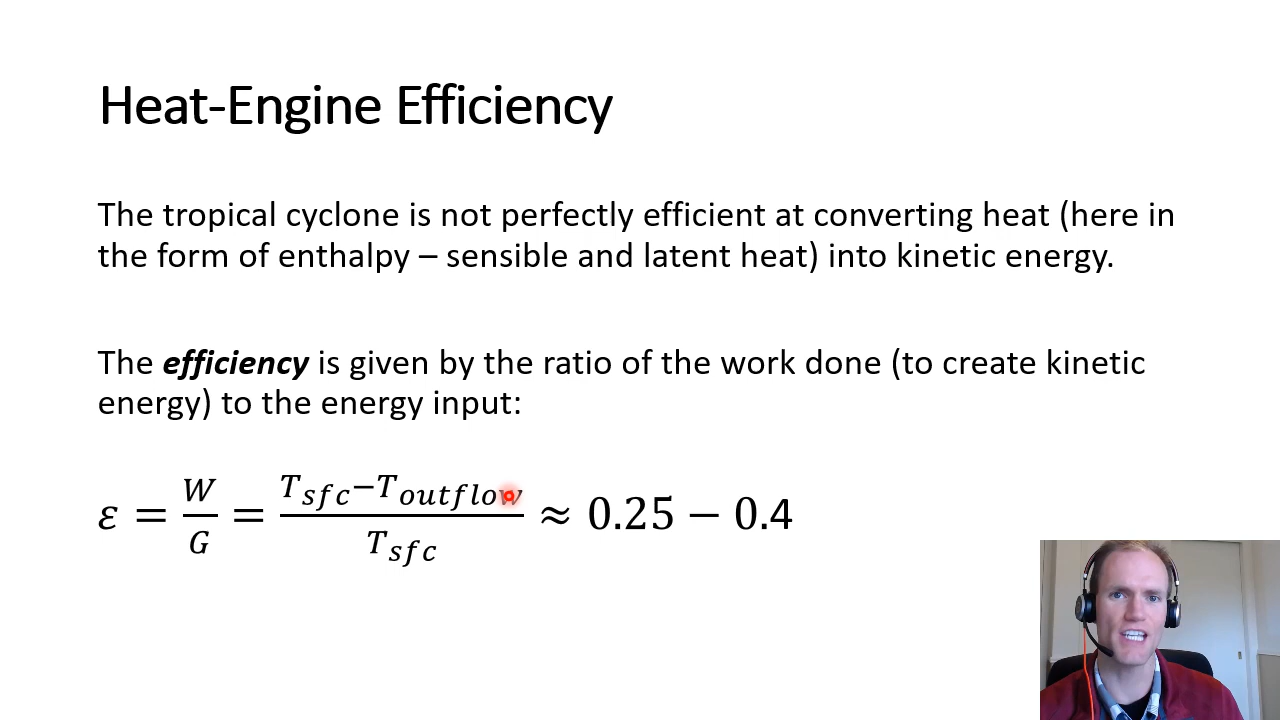 Heat-Engine Efficiency
The tropical cyclone is not perfectly efficient at converting heat (here in
the form of enthalpy – sensible and latent heat) into kinetic energy.
The efficiency is given by the ratio of the work done (to create kinetic
energy) to the energy input:
ε = W/G = (T_sfc − T_outflow)/T_sfc ≈ 0.25 − 0.4